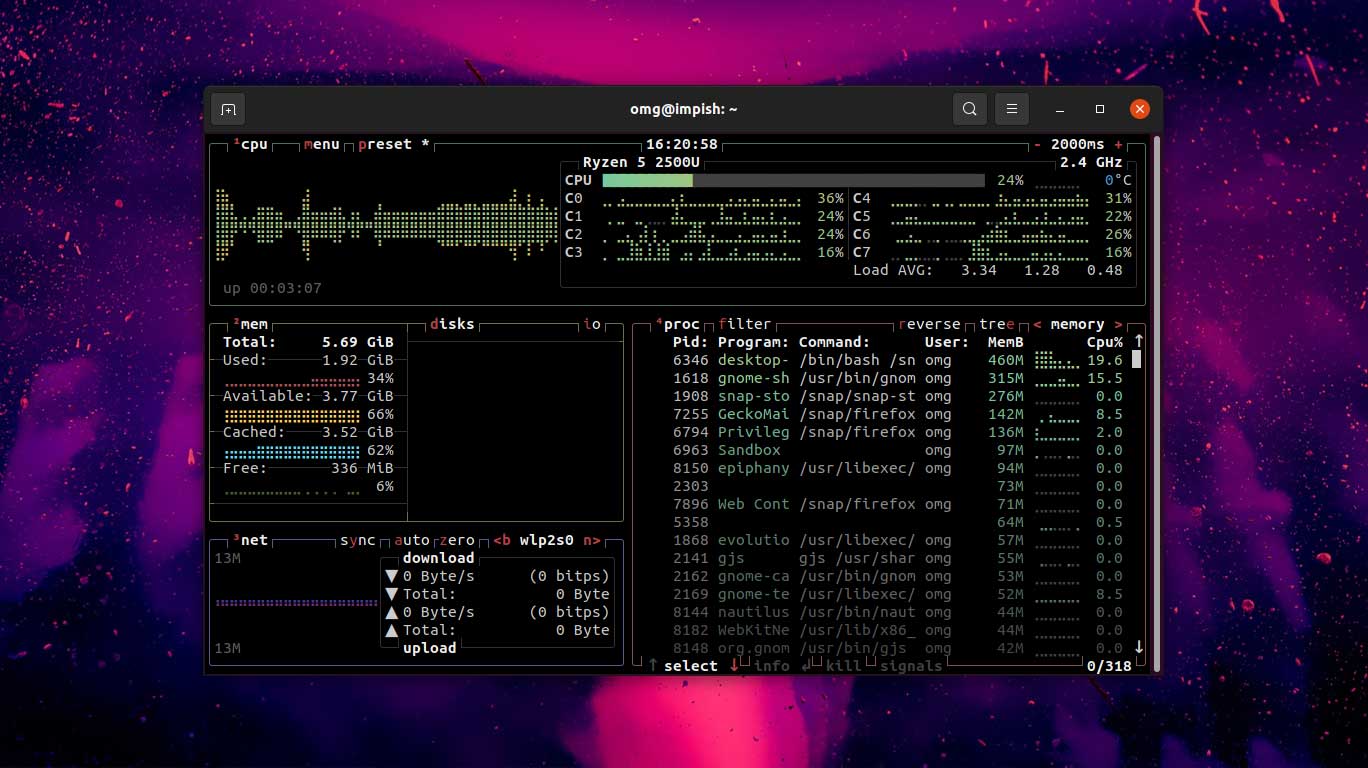 omg@impish: ~
¹cpu menu preset * 16:20:58 - 2000ms +
Ryzen 5 2500U 2.4 GHz
CPU 24% 0°C
C0 36% C4 31%
C1 24% C5 22%
C2 24% C6 26%
C3 16% C7 16%
Load AVG: 3.34 1.28 0.48
up 00:03:07
²mem disks io
Total: 5.69 GiB
Used: 1.92 GiB
34%
Available: 3.77 GiB
66%
Cached: 3.52 GiB
62%
Free: 336 MiB
6%
³net sync auto zero <b wlp2s0 n>
13M download
▼ 0 Byte/s (0 bitps)
▼ Total: 0 Byte
▲ 0 Byte/s (0 bitps)
▲ Total: 0 Byte
13M upload
⁴proc filter reverse tree < memory >
Pid: Program: Command: User: MemB Cpu% ↑
6346 desktop- /bin/bash /sn omg 460M 19.6
1618 gnome-sh /usr/bin/gnom omg 315M 15.5
1908 snap-sto /snap/snap-st omg 276M 0.0
7255 GeckoMai /snap/firefox omg 142M 8.5
6794 Privileg /snap/firefox omg 136M 2.0
6963 Sandbox omg 97M 0.0
8150 epiphany /usr/libexec/ omg 94M 0.0
2303 73M 0.0
7896 Web Cont /snap/firefox omg 71M 0.0
5358 64M 0.5
1868 evolutio /usr/libexec/ omg 57M 0.0
2141 gjs gjs /usr/shar omg 55M 0.0
2162 gnome-ca /usr/bin/gnom omg 53M 0.0
2169 gnome-te /usr/libexec/ omg 52M 8.5
8144 nautilus /usr/bin/naut omg 44M 0.0
8182 WebKitNe /usr/lib/x86_ omg 44M 0.0
8148 org.gnom /usr/bin/gjs omg 42M 0.0 ↓
↑ select ↓ info ↲ kill signals 0/318